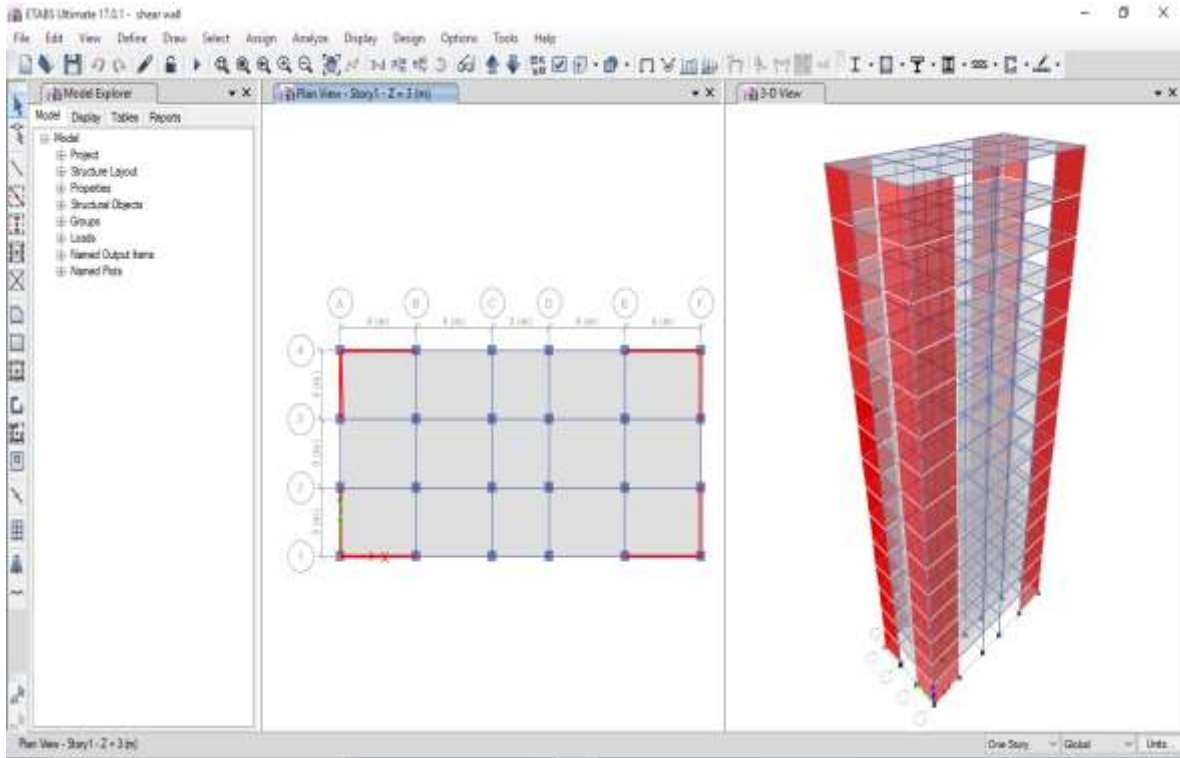 ETABS Ultimate 17.0.1 - shear wall
File Edit View Define Draw Select Assign Analyze Display Design Options Tools Help
Model Explorer
Plan View - Story1 - Z = 3 (m)
3-D View
Model Display Tables Reports
Model
Project
Structure Layout
Properties
Structural Objects
Groups
Loads
Named Output Items
Named Plots
A B C D E F
4
3
2
1
X
Plan View - Story1 - Z = 3 (m)
One Story Global Units...